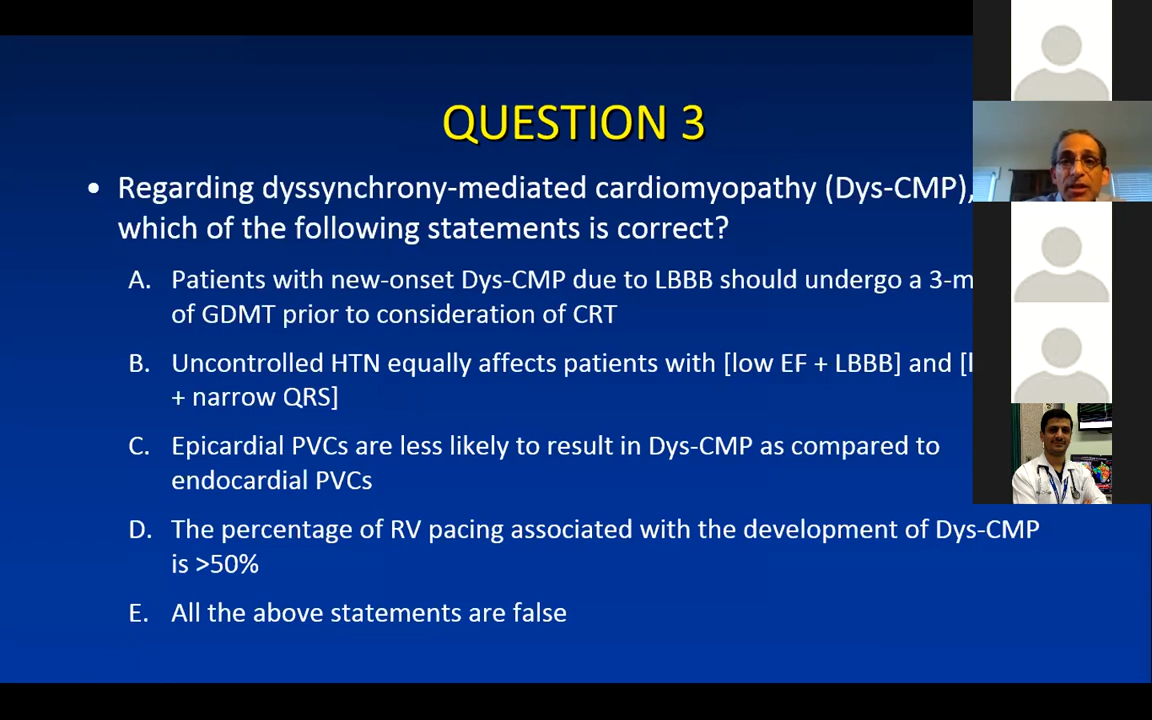 QUESTION 3
• Regarding dyssynchrony-mediated cardiomyopathy (Dys-CMP),
which of the following statements is correct?
A. Patients with new-onset Dys-CMP due to LBBB should undergo a 3-m
of GDMT prior to consideration of CRT
B. Uncontrolled HTN equally affects patients with [low EF + LBBB] and [l
+ narrow QRS]
C. Epicardial PVCs are less likely to result in Dys-CMP as compared to
endocardial PVCs
D. The percentage of RV pacing associated with the development of Dys-CMP
is >50%
E. All the above statements are false